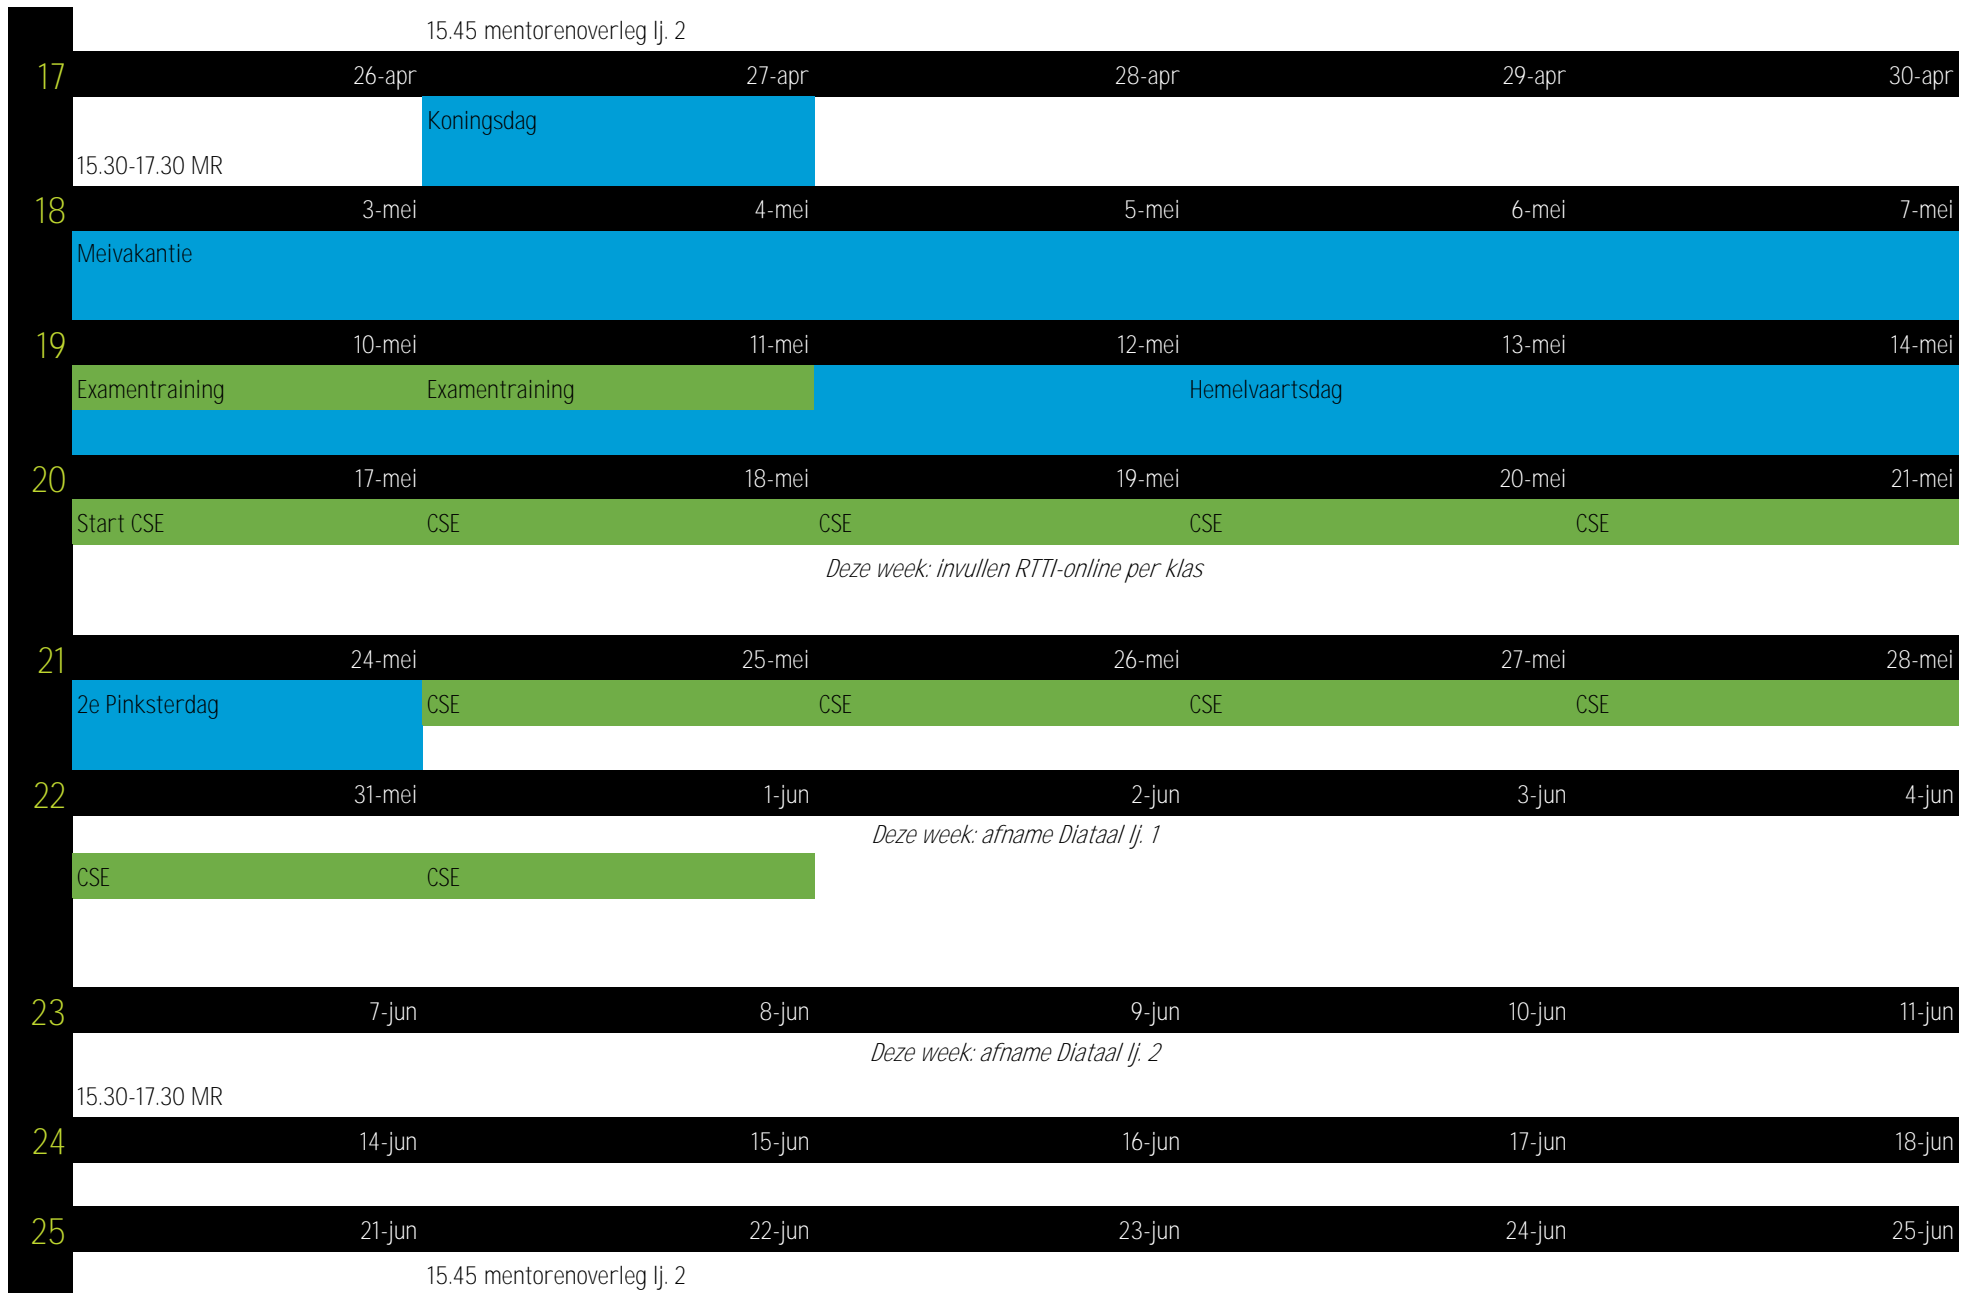 15.45 mentorenoverleg lj. 2
17 26-apr 27-apr 28-apr 29-apr 30-apr
Koningsdag
15.30-17.30 MR
18 3-mei 4-mei 5-mei 6-mei 7-mei
Meivakantie
19 10-mei 11-mei 12-mei 13-mei 14-mei
Examentraining Examentraining Hemelvaartsdag
20 17-mei 18-mei 19-mei 20-mei 21-mei
Start CSE CSE CSE CSE CSE
Deze week: invullen RTTI-online per klas
21 24-mei 25-mei 26-mei 27-mei 28-mei
2e Pinksterdag CSE CSE CSE CSE
22 31-mei 1-jun 2-jun 3-jun 4-jun
Deze week: afname Diataal lj. 1
CSE CSE
23 7-jun 8-jun 9-jun 10-jun 11-jun
Deze week: afname Diataal lj. 2
15.30-17.30 MR
24 14-jun 15-jun 16-jun 17-jun 18-jun
25 21-jun 22-jun 23-jun 24-jun 25-jun
15.45 mentorenoverleg lj. 2